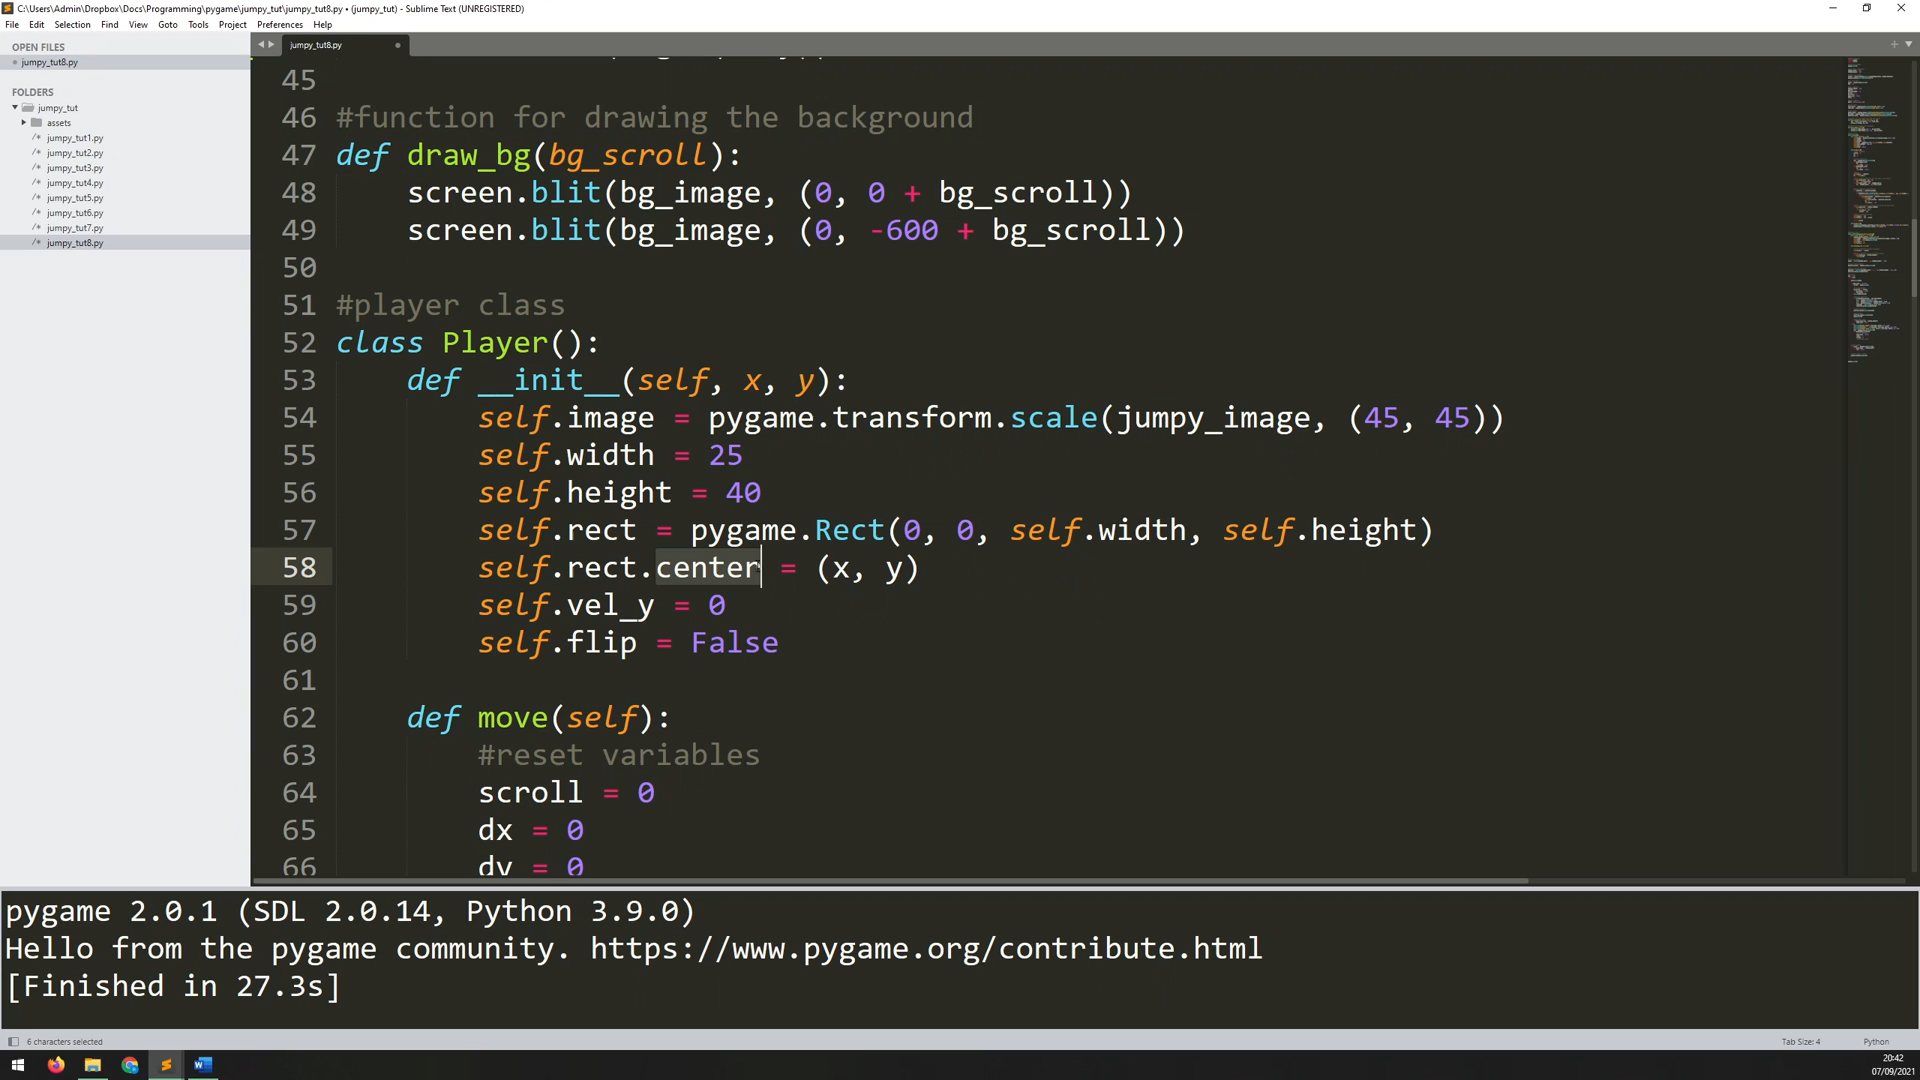 C:\Users\Admin\Dropbox\Docs\Programming\pygame\jumpy_tut\jumpy_tut8.py • (jumpy_tut) - Sublime Text (UNREGISTERED)
File Edit Selection Find View Goto Tools Project Preferences Help
OPEN FILES
jumpy_tut8.py
FOLDERS
jumpy_tut
assets
/* jumpy_tut1.py
/* jumpy_tut2.py
/* jumpy_tut3.py
/* jumpy_tut4.py
/* jumpy_tut5.py
/* jumpy_tut6.py
/* jumpy_tut7.py
/* jumpy_tut8.py
jumpy_tut8.py
45
46 #function for drawing the background
47 def draw_bg(bg_scroll):
48 screen.blit(bg_image, (0, 0 + bg_scroll))
49 screen.blit(bg_image, (0, -600 + bg_scroll))
50
51 #player class
52 class Player():
53 def __init__(self, x, y):
54 self.image = pygame.transform.scale(jumpy_image, (45, 45))
55 self.width = 25
56 self.height = 40
57 self.rect = pygame.Rect(0, 0, self.width, self.height)
58 self.rect.center = (x, y)
59 self.vel_y = 0
60 self.flip = False
61
62 def move(self):
63 #reset variables
64 scroll = 0
65 dx = 0
66 dy = 0
pygame 2.0.1 (SDL 2.0.14, Python 3.9.0)
Hello from the pygame community. https://www.pygame.org/contribute.html
[Finished in 27.3s]
6 characters selected
Tab Size: 4 Python
20:42
07/09/2021